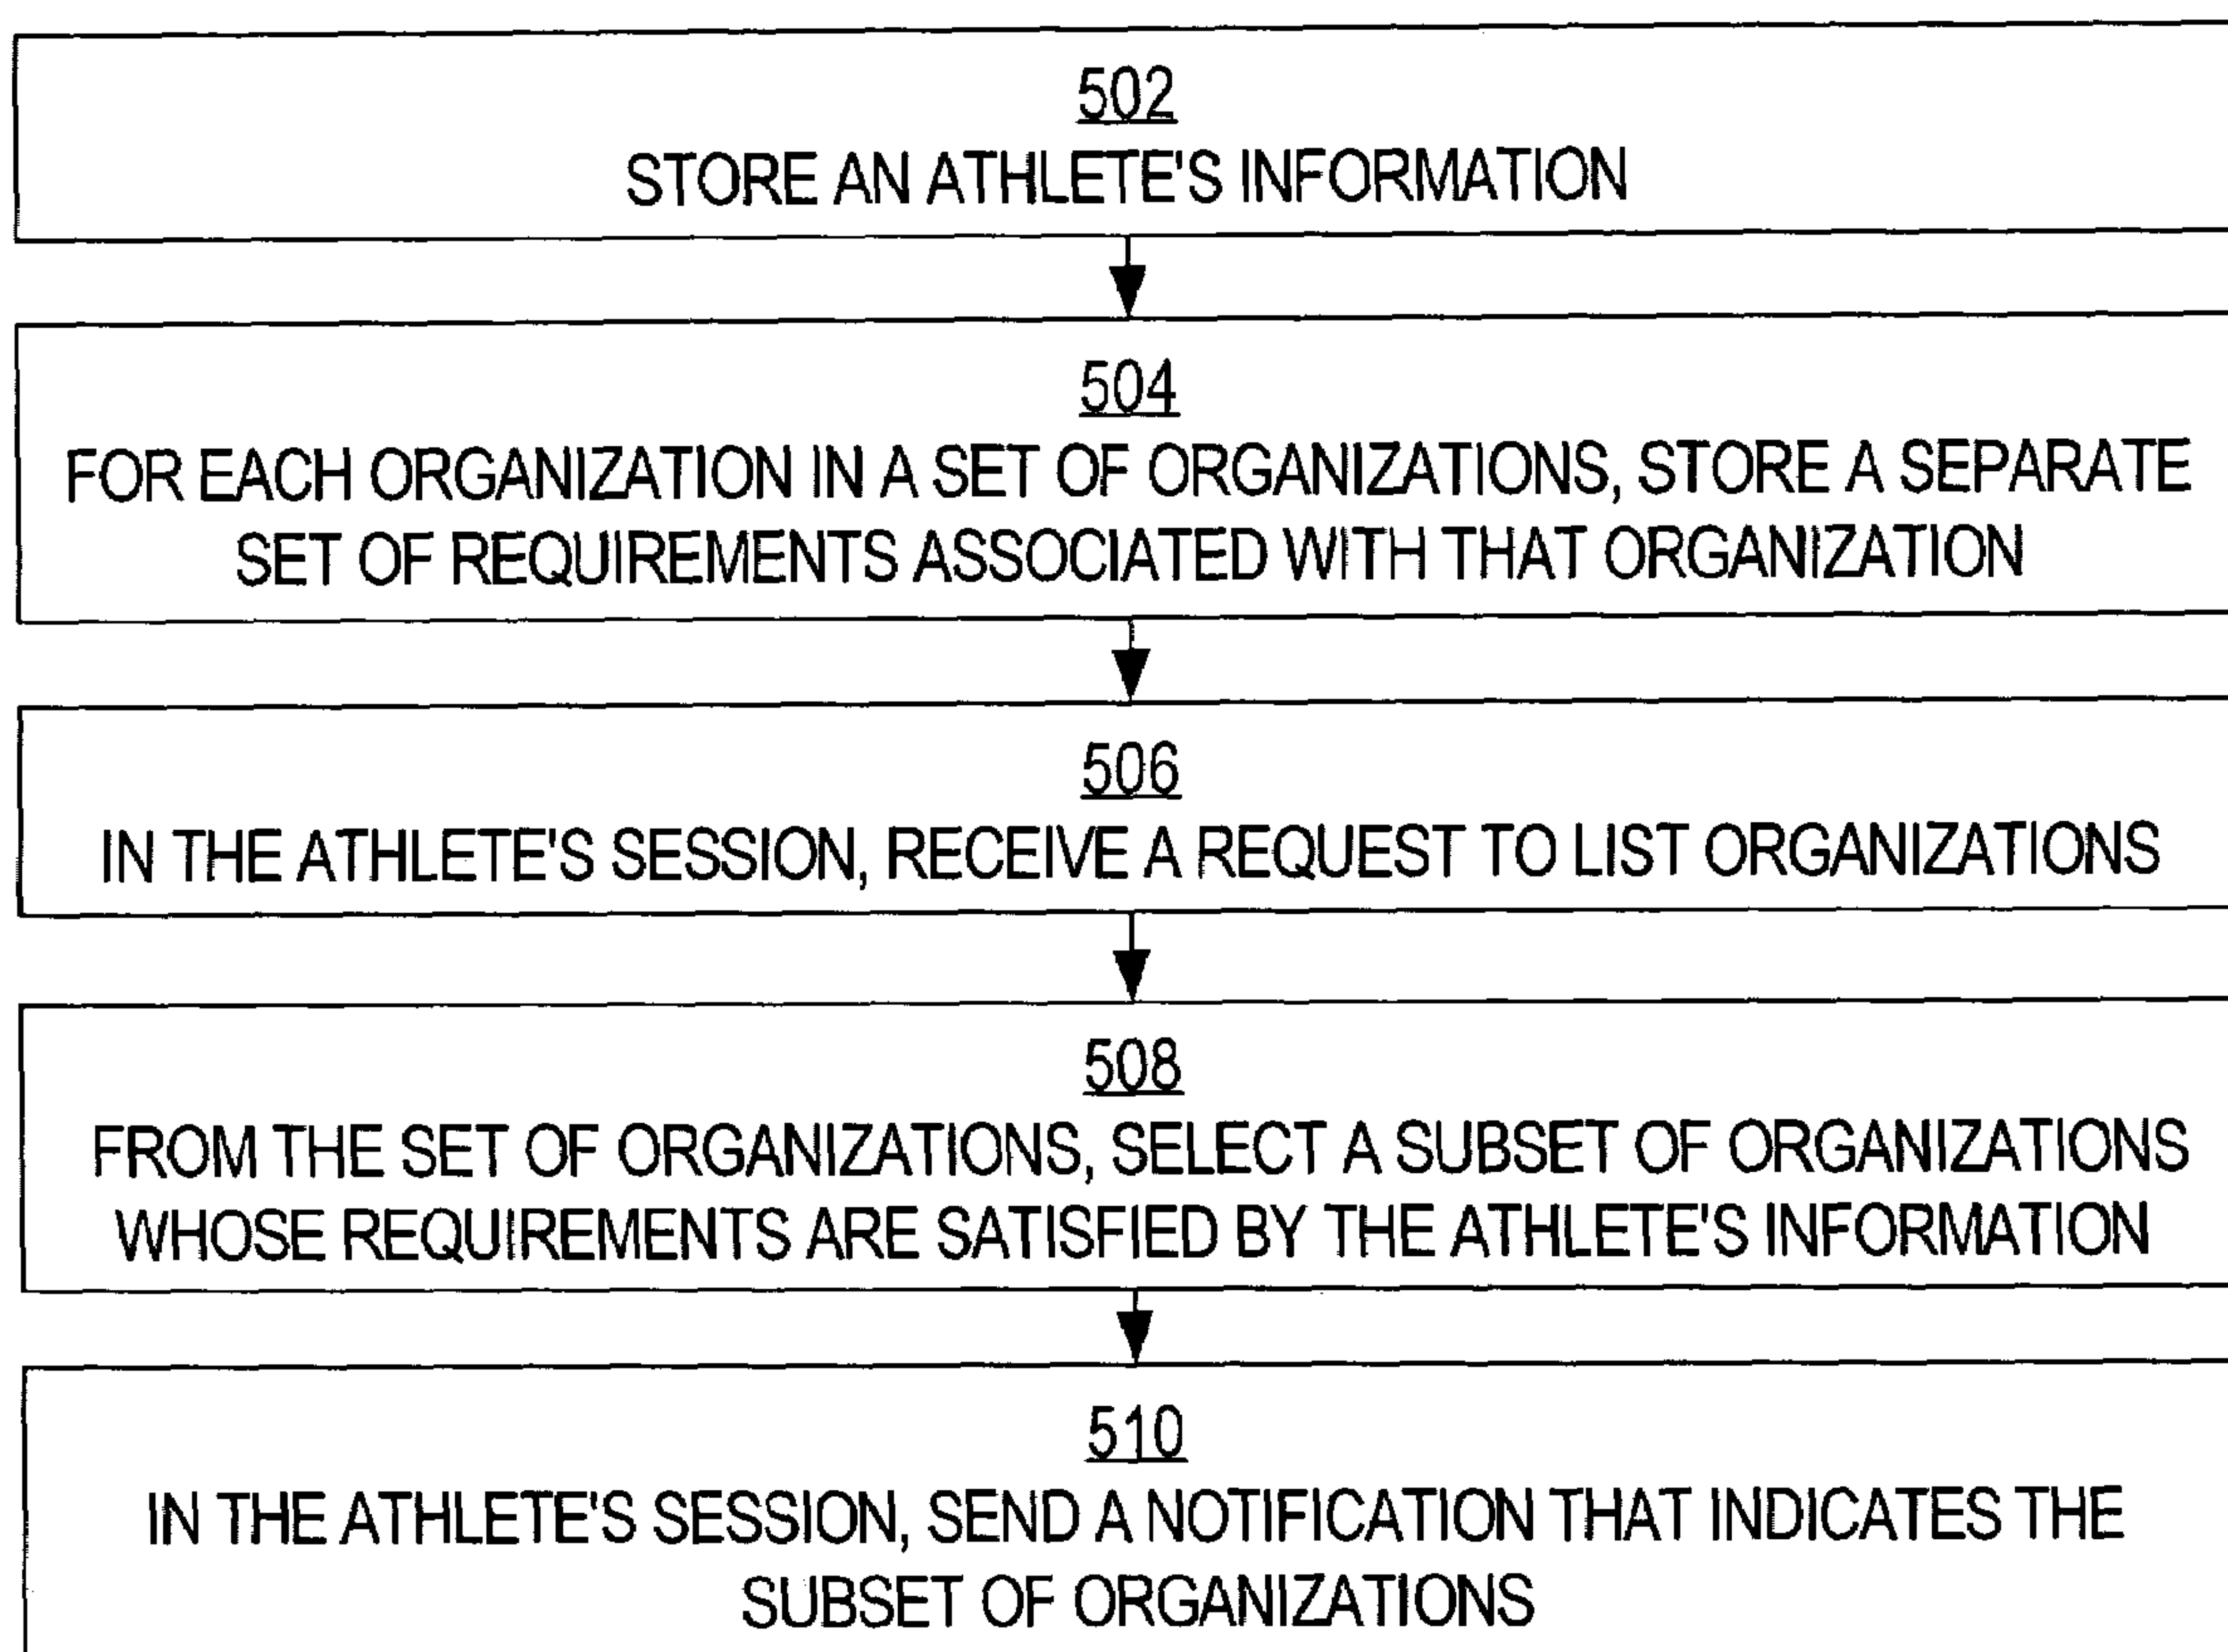 502
STORE AN ATHLETE'S INFORMATION
504
FOR EACH ORGANIZATION IN A SET OF ORGANIZATIONS, STORE A SEPARATE
SET OF REQUIREMENTS ASSOCIATED WITH THAT ORGANIZATION
506
IN THE ATHLETE'S SESSION, RECEIVE A REQUEST TO LIST ORGANIZATIONS
508
FROM THE SET OF ORGANIZATIONS, SELECT A SUBSET OF ORGANIZATIONS
WHOSE REQUIREMENTS ARE SATISFIED BY THE ATHLETE'S INFORMATION
510
IN THE ATHLETE'S SESSION, SEND A NOTIFICATION THAT INDICATES THE
SUBSET OF ORGANIZATIONS